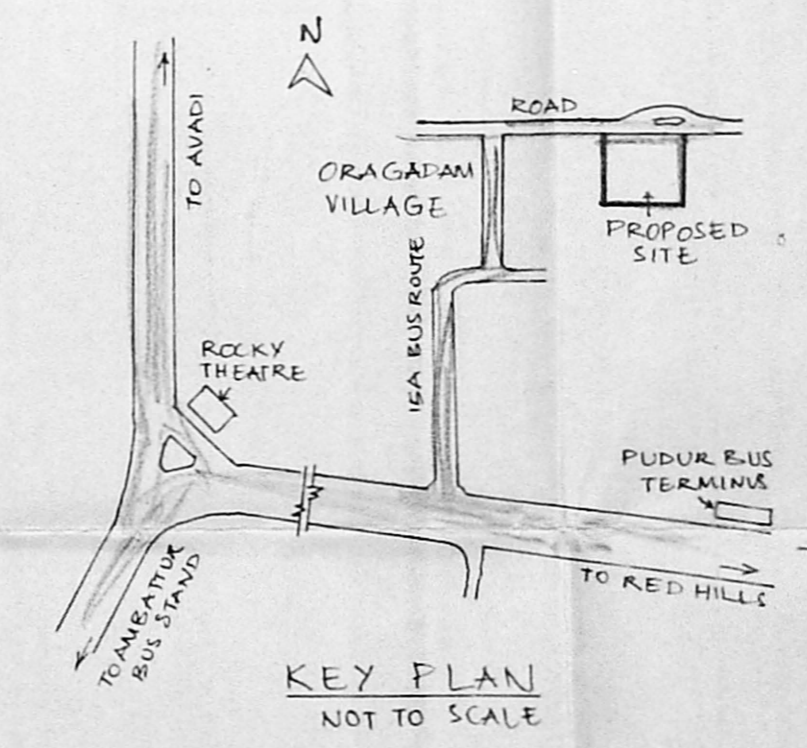 N
ROAD
TO AVADI
ORAGADAM
VILLAGE
PROPOSED
SITE
15A BUS ROUTE
ROCKY
THEATRE
PUDUR BUS
TERMINUS
TO RED HILLS
TO AMBATTUR
BUS STAND
KEY PLAN
NOT TO SCALE